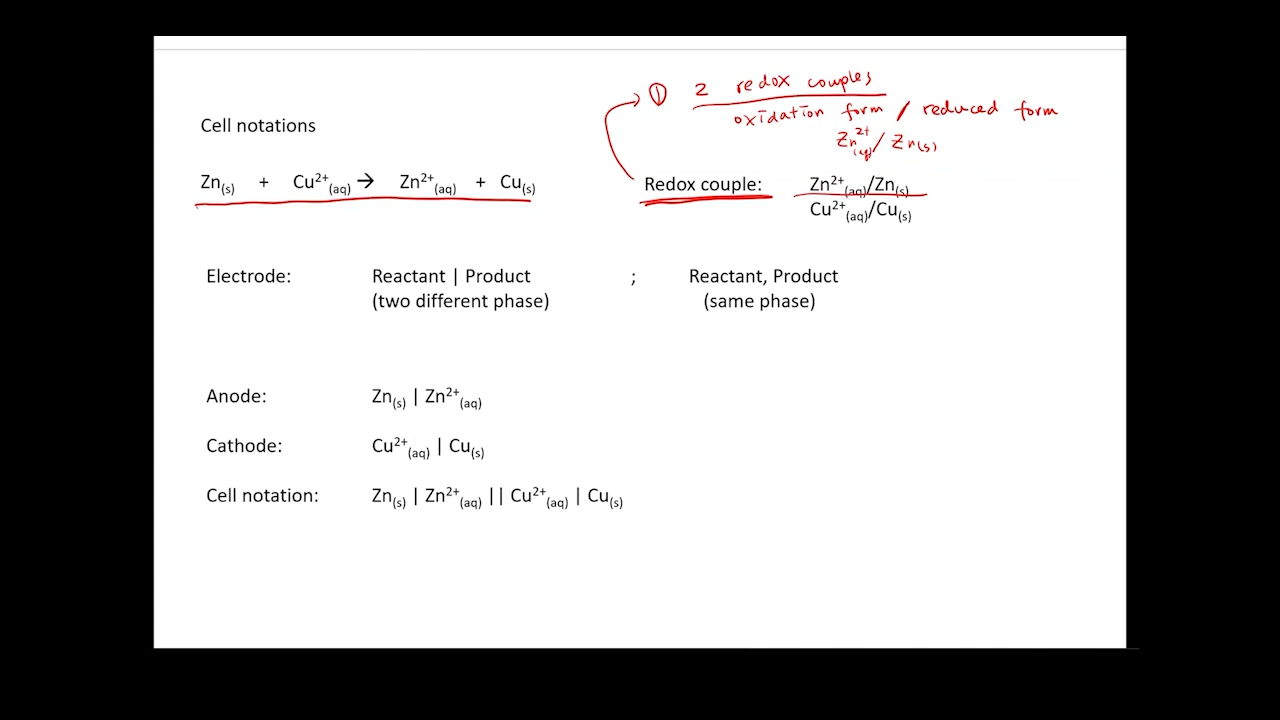 ① 2 redox couples
oxidation form / reduced form
Zn²⁺(aq) / Zn(s)
Cell notations
Zn(s) + Cu²⁺(aq) → Zn²⁺(aq) + Cu(s)
Redox couple: Zn²⁺(aq)/Zn(s)
Cu²⁺(aq)/Cu(s)
Electrode: Reactant | Product ; Reactant, Product
(two different phase) (same phase)
Anode: Zn(s) | Zn²⁺(aq)
Cathode: Cu²⁺(aq) | Cu(s)
Cell notation: Zn(s) | Zn²⁺(aq) || Cu²⁺(aq) | Cu(s)